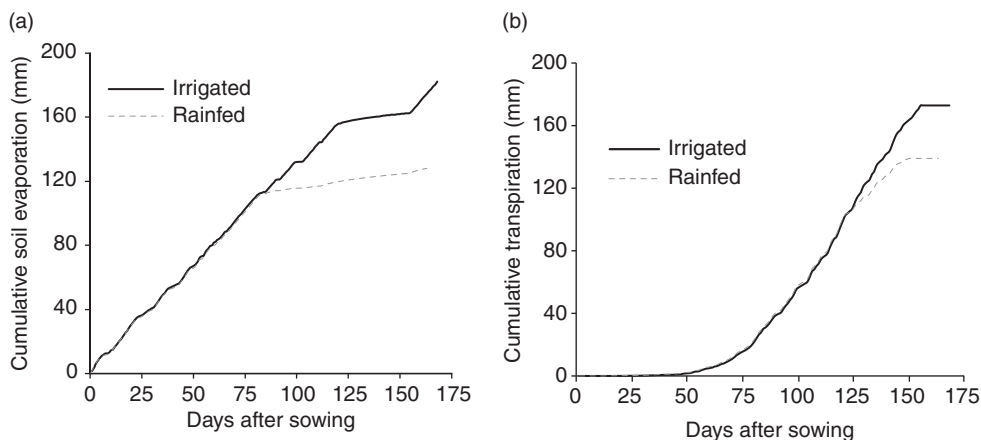 (a)
200
160
120
80
40
0
Cumulative soil evaporation (mm)
Irrigated
Rainfed
0 25 50 75 100 125 150 175
Days after sowing
(b)
200
160
120
80
40
0
Cumulative transpiration (mm)
Irrigated
Rainfed
0 25 50 75 100 125 150 175
Days after sowing